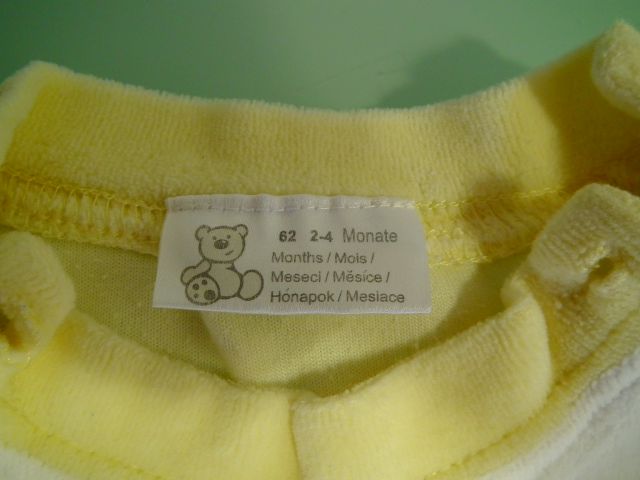 62 2-4 Monate
Months / Mois /
Meseci / Měsíce /
Hónapok / Mesiace